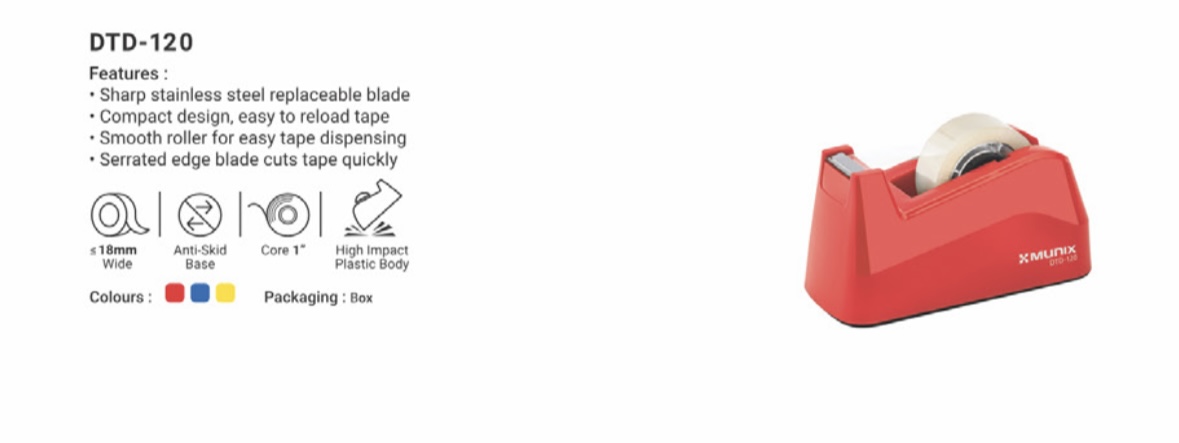 DTD-120
Features :
• Sharp stainless steel replaceable blade
• Compact design, easy to reload tape
• Smooth roller for easy tape dispensing
• Serrated edge blade cuts tape quickly
≤18mm Wide
Anti-Skid Base
Core 1"
High Impact Plastic Body
Colours :
Packaging : Box
MUNIX
DTD-120